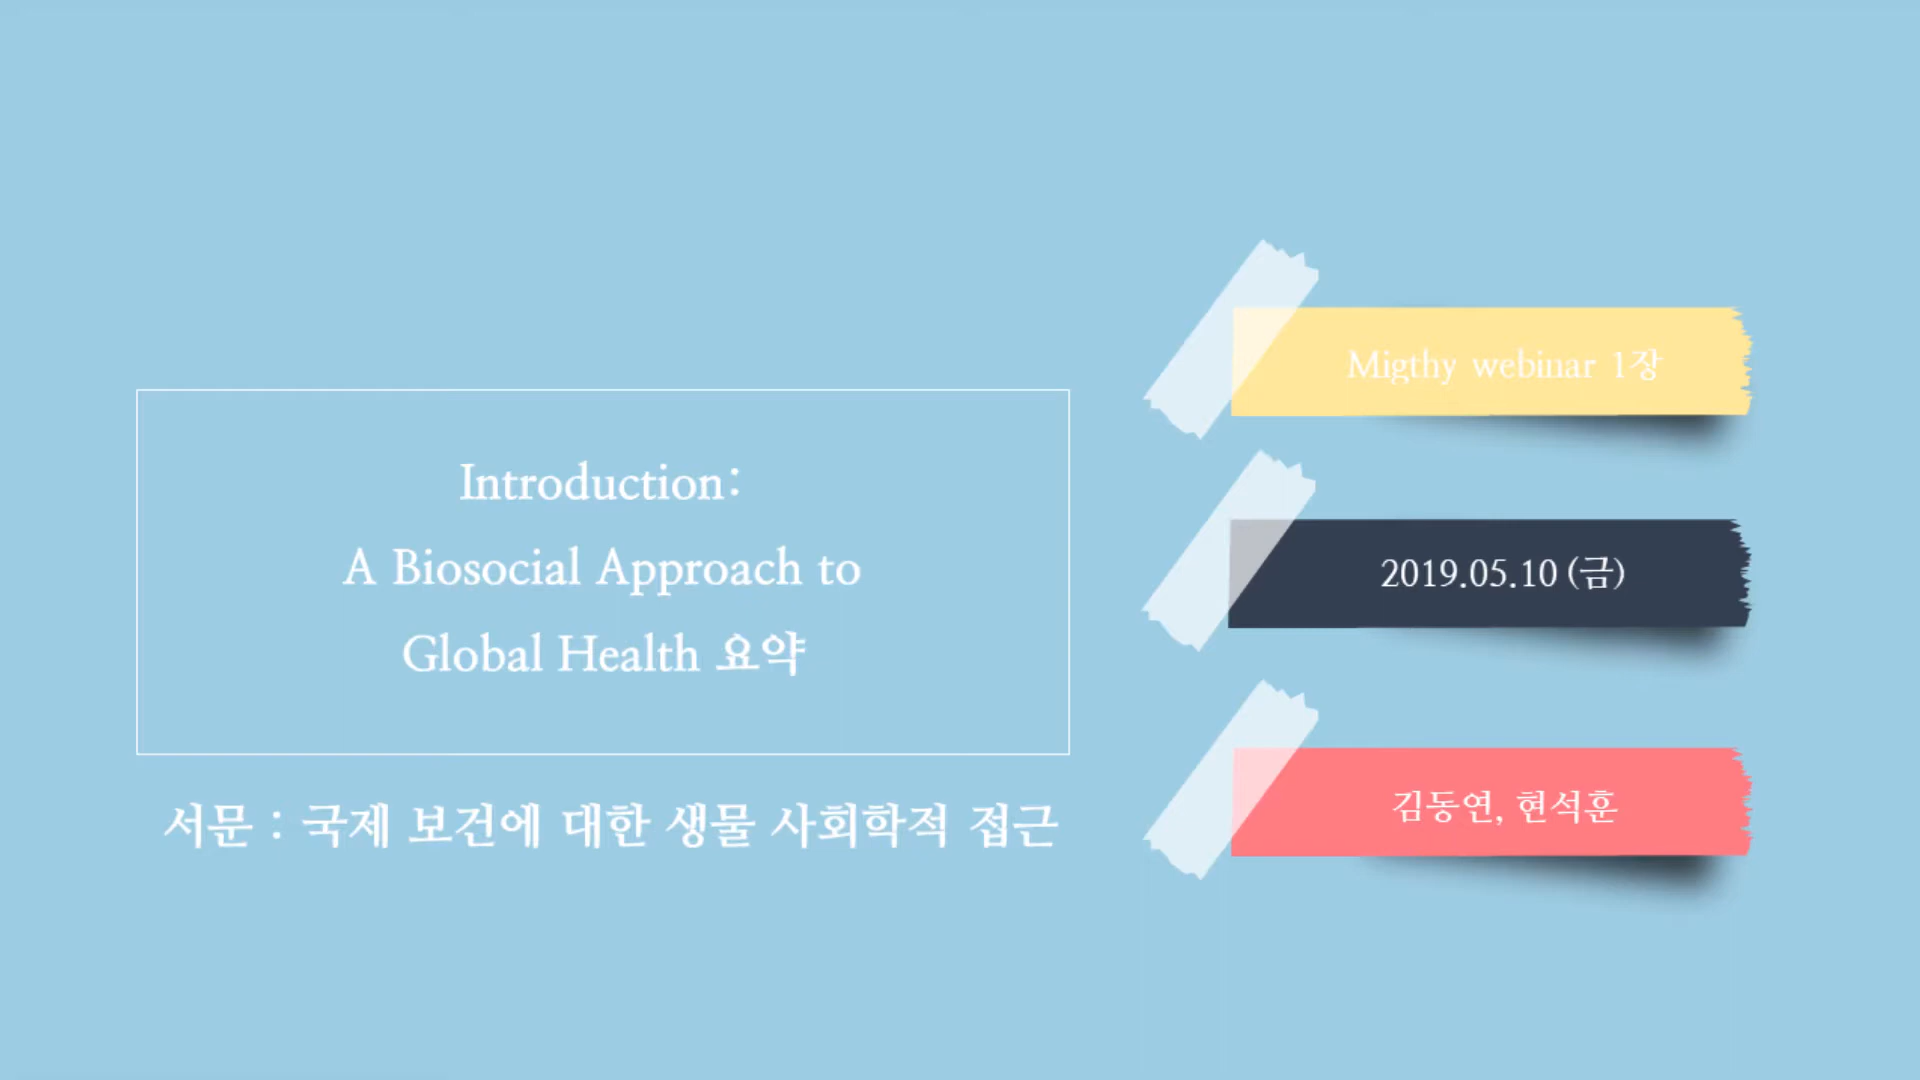 Introduction:
A Biosocial Approach to
Global Health 요약
서문 : 국제 보건에 대한 생물 사회학적 접근
Migthy webinar 1장
2019.05.10 (금)
김동연, 현석훈